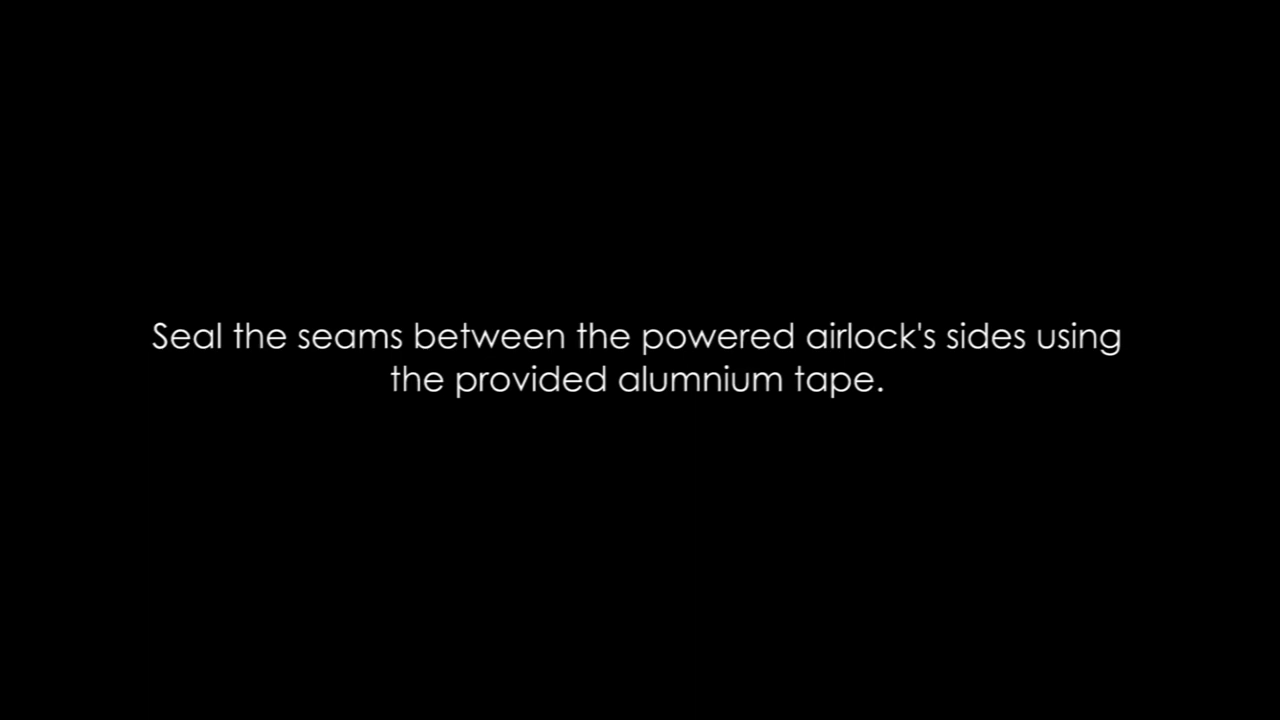 Seal the seams between the powered airlock's sides using
the provided alumnium tape.